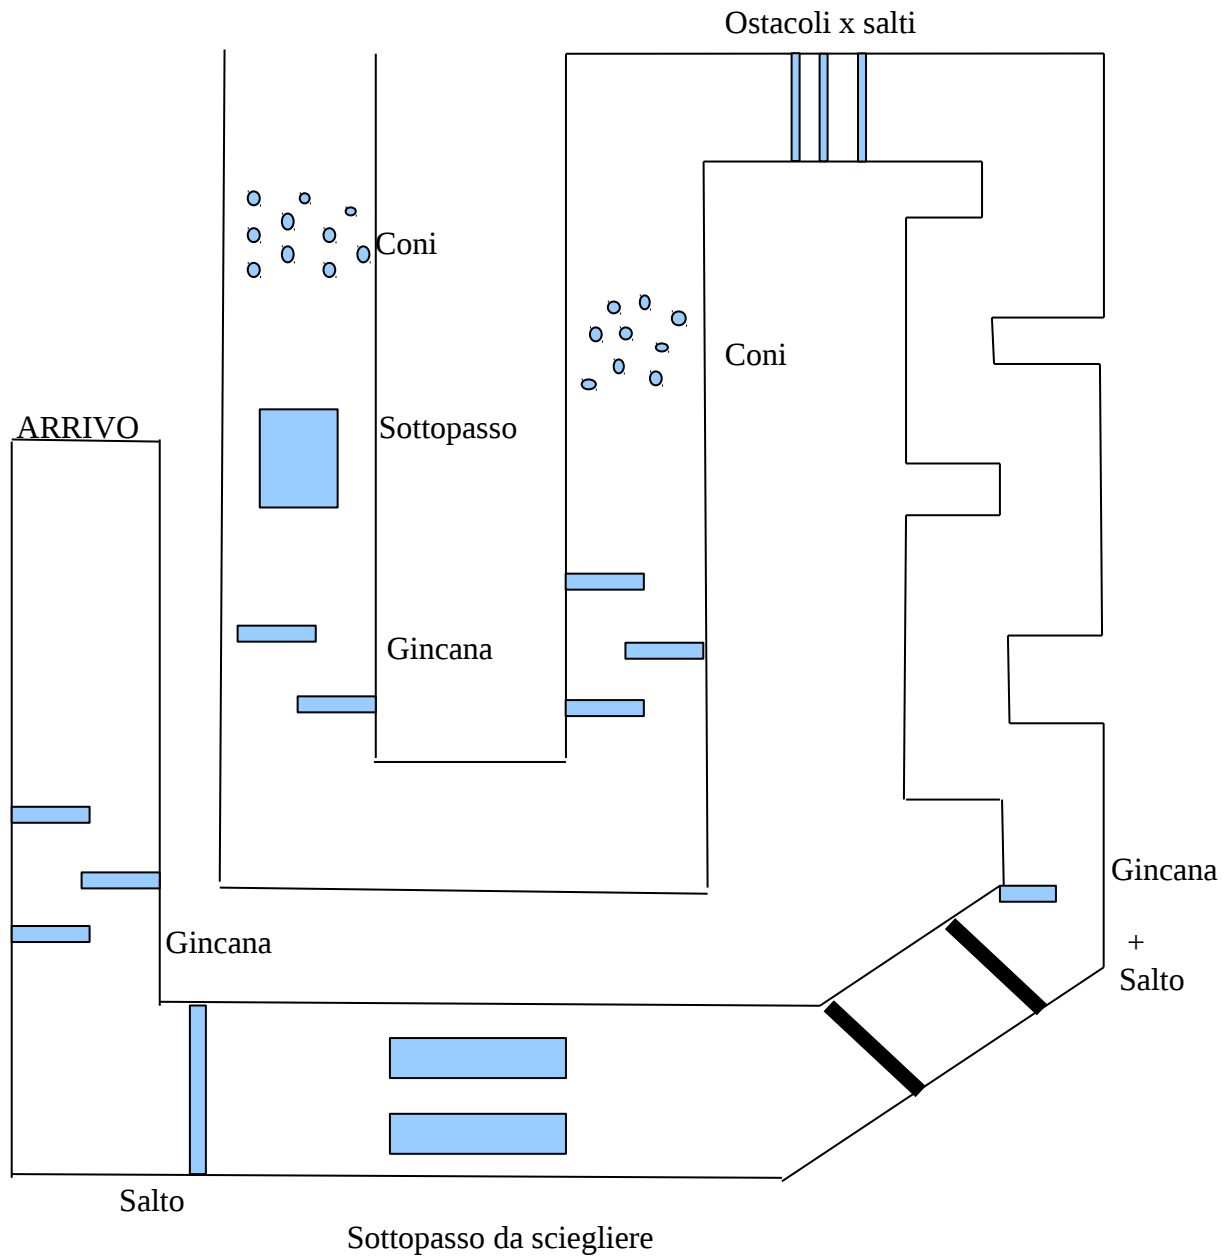 Ostacoli x salti
Coni
Coni
ARRIVO
Sottopasso
Gincana
Gincana
+
Salto
Gincana
Salto
Sottopasso da sciegliere